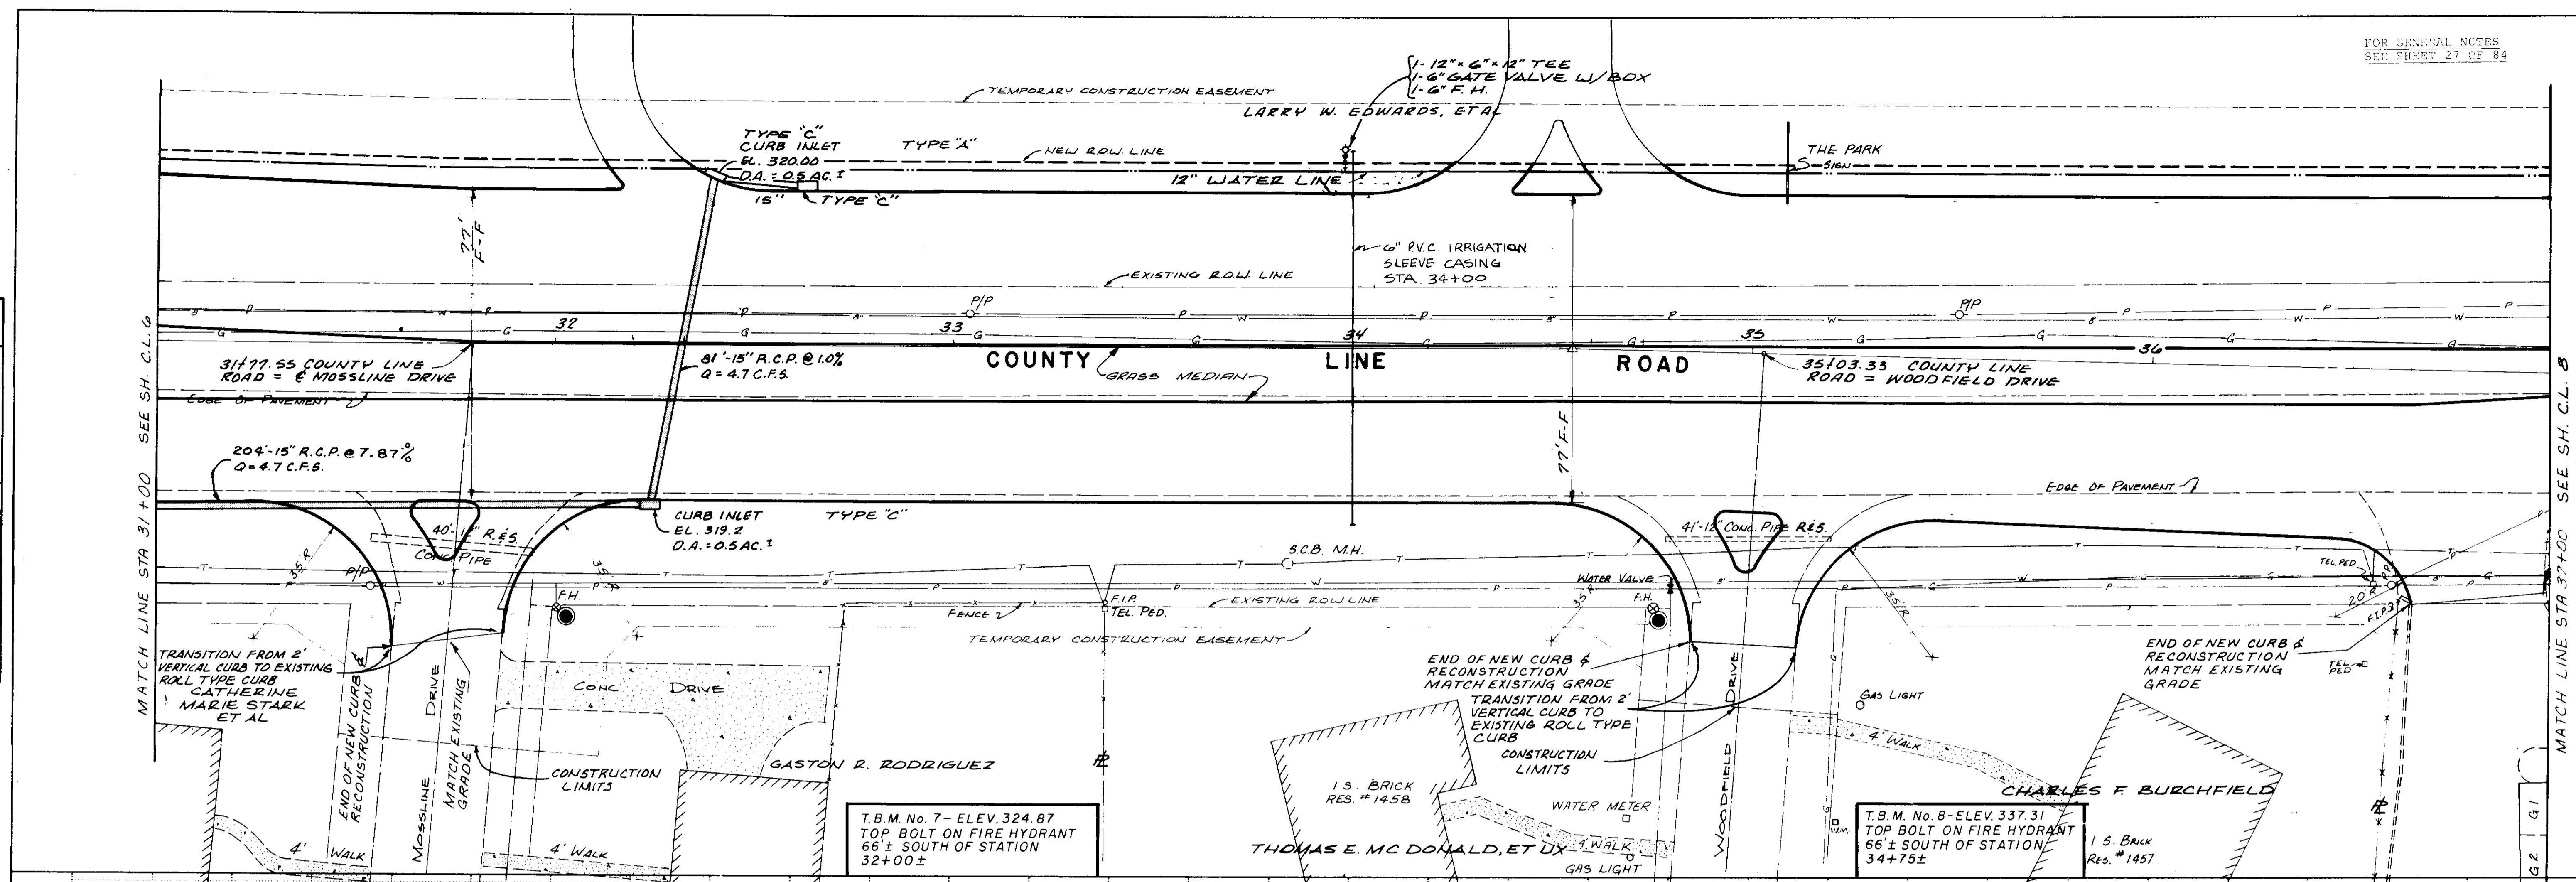 FOR GENERAL NOTES
SEE SHEET 27 OF 84
1-12" x 6" x 12" TEE
1-6" GATE VALVE W/BOX
1-6" F. H.
TEMPORARY CONSTRUCTION EASEMENT
LARRY W. EDWARDS, ET AL
TYPE "C"
CURB INLET
EL. 320.00
D.A. = 0.5 AC. ±
TYPE "A"
NEW ROW LINE
THE PARK
S - SIGN
12" WATER LINE
15"
TYPE "C"
77'
F-F
6" P.V.C. IRRIGATION
SLEEVE CASING
STA. 34+00
EXISTING R.O.W. LINE
P/P
P/P
32
33
34
35
36
COUNTY LINE ROAD
31+77.55 COUNTY LINE
ROAD = ₵ MOSSLINE DRIVE
81'-15" R.C.P. @ 1.0%
Q = 4.7 C.F.S.
GRASS MEDIAN
35+03.33 COUNTY LINE
ROAD = WOODFIELD DRIVE
EDGE OF PAVEMENT
MATCH LINE STA 31+00 SEE SH. C.L. 6
MATCH LINE STA 37+00 SEE SH. C.L. 8
204'-15" R.C.P. @ 7.87%
Q = 4.7 C.F.S.
77' F-F
EDGE OF PAVEMENT
CURB INLET
EL. 319.2
D.A. = 0.5 AC. ±
TYPE "C"
40'-12" R.&S.
CONC PIPE
41'-12" CONC. PIPE R&S.
35' R
35' R
35' R
35' R
20' R
P/P
S.C.B. M.H.
WATER VALVE
TEL. PED.
F.H.
F.I.P.
TEL. PED.
FENCE
EXISTING ROW LINE
F.H.
TEMPORARY CONSTRUCTION EASEMENT
TRANSITION FROM 2'
VERTICAL CURB TO EXISTING
ROLL TYPE CURB
CATHERINE
MARIE STARK
ET AL
END OF NEW CURB &
RECONSTRUCTION
MOSSLINE DRIVE
MATCH EXISTING
GRADE
CONC DRIVE
CONSTRUCTION
LIMITS
GASTON R. RODRIGUEZ
END OF NEW CURB &
RECONSTRUCTION
MATCH EXISTING GRADE
TRANSITION FROM 2'
VERTICAL CURB TO
EXISTING ROLL TYPE
CURB
CONSTRUCTION
LIMITS
WOODFIELD DRIVE
GAS LIGHT
END OF NEW CURB &
RECONSTRUCTION
MATCH EXISTING
GRADE
TEL
PED
4' WALK
1 S. BRICK
RES. #1458
WATER METER
CHARLES F. BURCHFIELD
T.B.M. No. 7 - ELEV. 324.87
TOP BOLT ON FIRE HYDRANT
66'± SOUTH OF STATION
32+00±
T.B.M. No. 8 - ELEV. 337.31
TOP BOLT ON FIRE HYDRANT
66'± SOUTH OF STATION
34+75±
W.M.
1 S. BRICK
RES. #1457
4' WALK
4' WALK
THOMAS E. MC DONALD, ET UX
4' WALK
GAS LIGHT
G2 G1